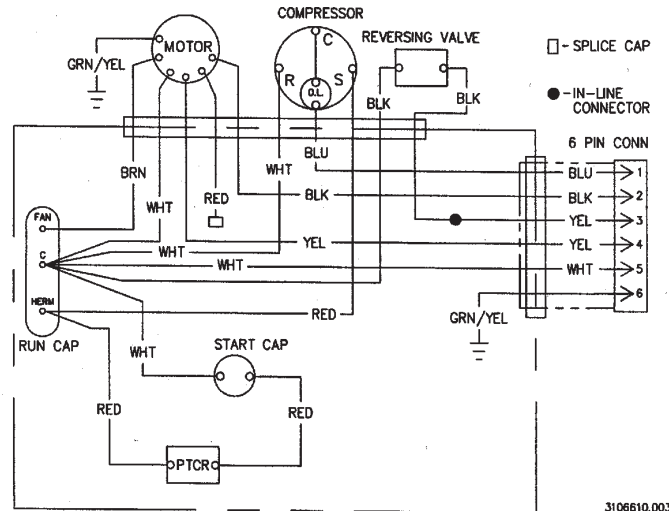 COMPRESSOR
MOTOR
C
REVERSING VALVE
- SPLICE CAP
GRN/YEL
R
S
O.L.
BLK
BLK
-IN-LINE
CONNECTOR
6 PIN CONN
BLU
BRN
WHT
BLU
1
WHT
RED
BLK
BLK
2
FAN
YEL
3
YEL
YEL
4
C
WHT
WHT
WHT
5
6
HERM
RED
GRN/YEL
RUN CAP
WHT
START CAP
RED
RED
PTCR
3106610.003